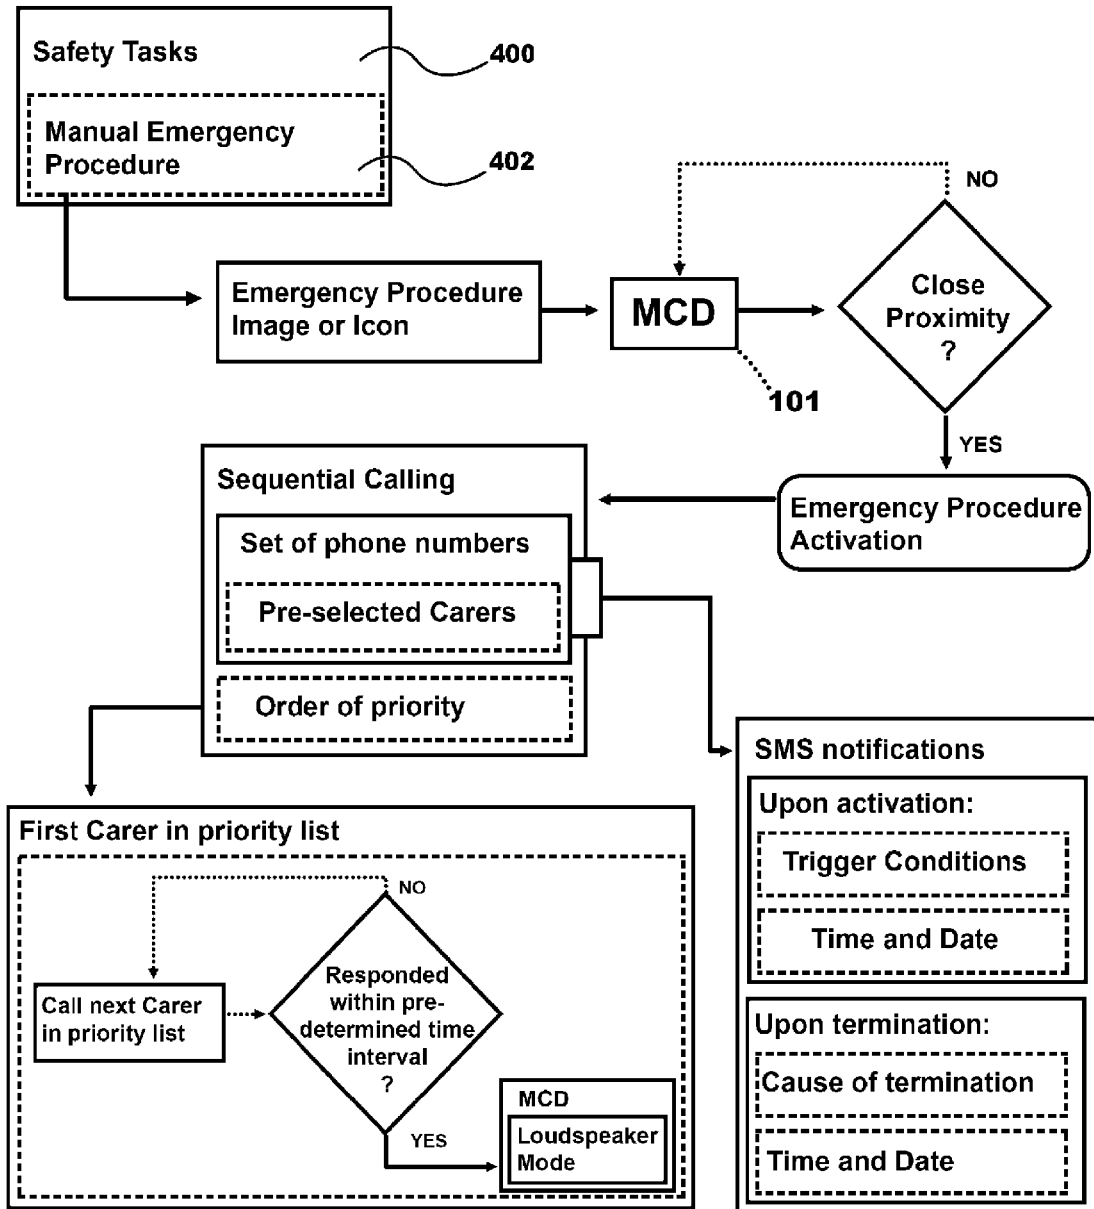 Safety Tasks
400
Manual Emergency
Procedure
402
NO
Emergency Procedure
Image or Icon
MCD
Close
Proximity
?
101
YES
Sequential Calling
Emergency Procedure
Activation
Set of phone numbers
Pre-selected Carers
Order of priority
SMS notifications
Upon activation:
Trigger Conditions
Time and Date
Upon termination:
Cause of termination
Time and Date
First Carer in priority list
NO
Responded
within pre-
determined time
interval
?
Call next Carer
in priority list
YES
MCD
Loudspeaker
Mode